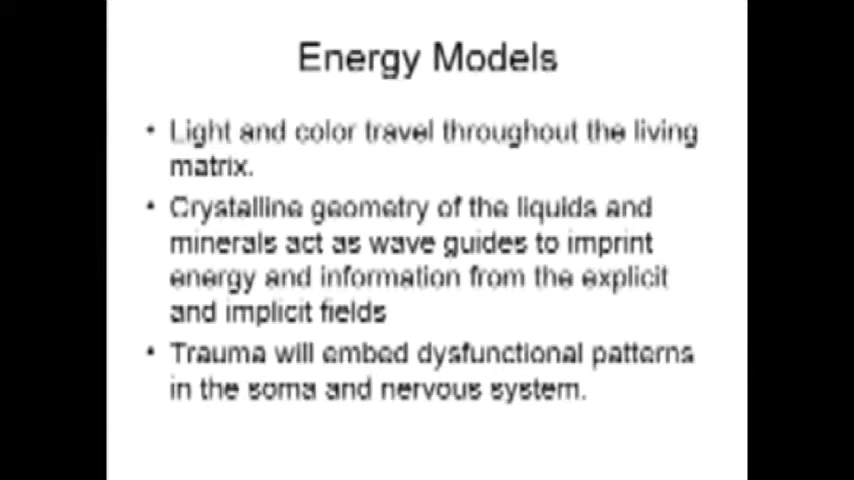 Energy Models
• Light and color travel throughout the living
matrix.
• Crystalline geometry of the liquids and
minerals act as wave guides to imprint
energy and information from the explicit
and implicit fields
• Trauma will embed dysfunctional patterns
in the soma and nervous system.